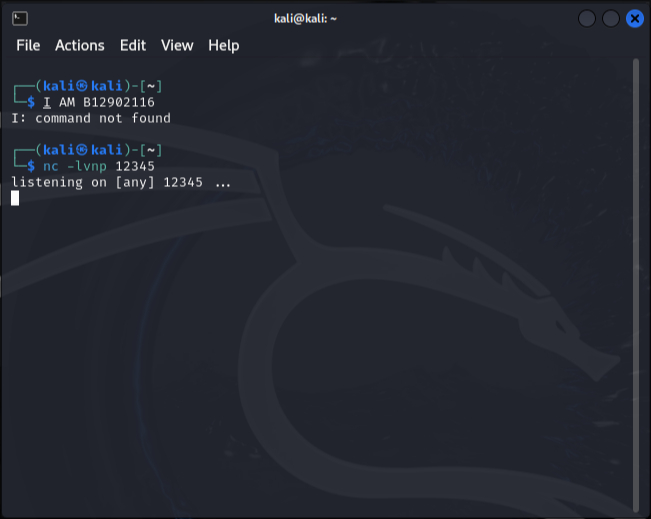 kali@kali: ~
File Actions Edit View Help
┌──(kali㉿kali)-[~]
└─$ I AM B12902116
I: command not found
┌──(kali㉿kali)-[~]
└─$ nc -lvnp 12345
listening on [any] 12345 ...